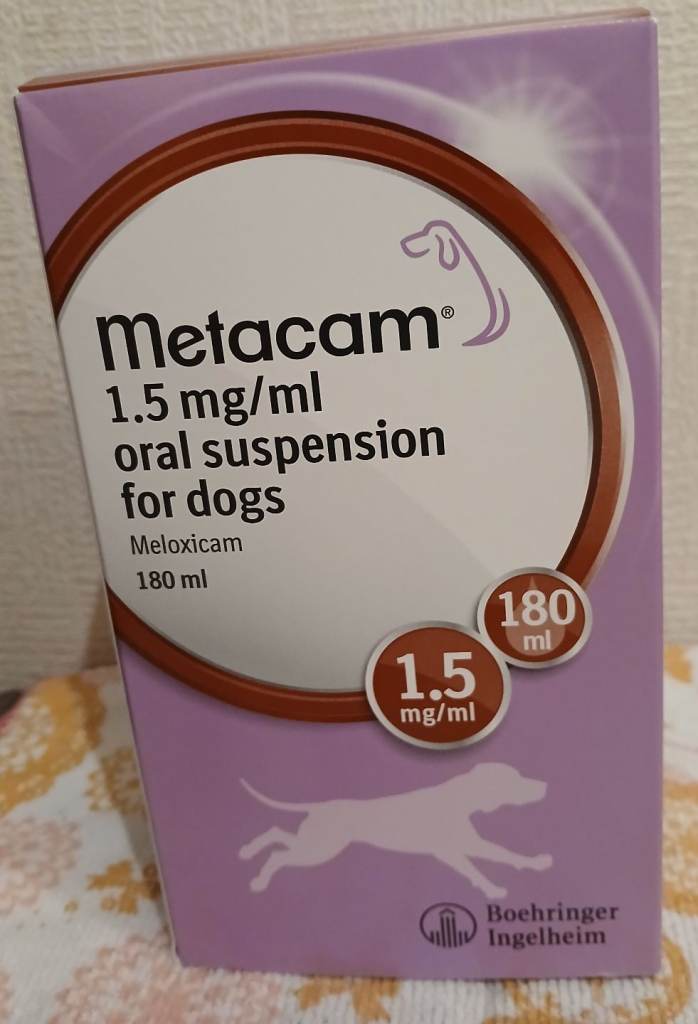 Metacam®
1.5 mg/ml
oral suspension
for dogs
Meloxicam
180 ml
180
ml
1.5
mg/ml
Boehringer
Ingelheim